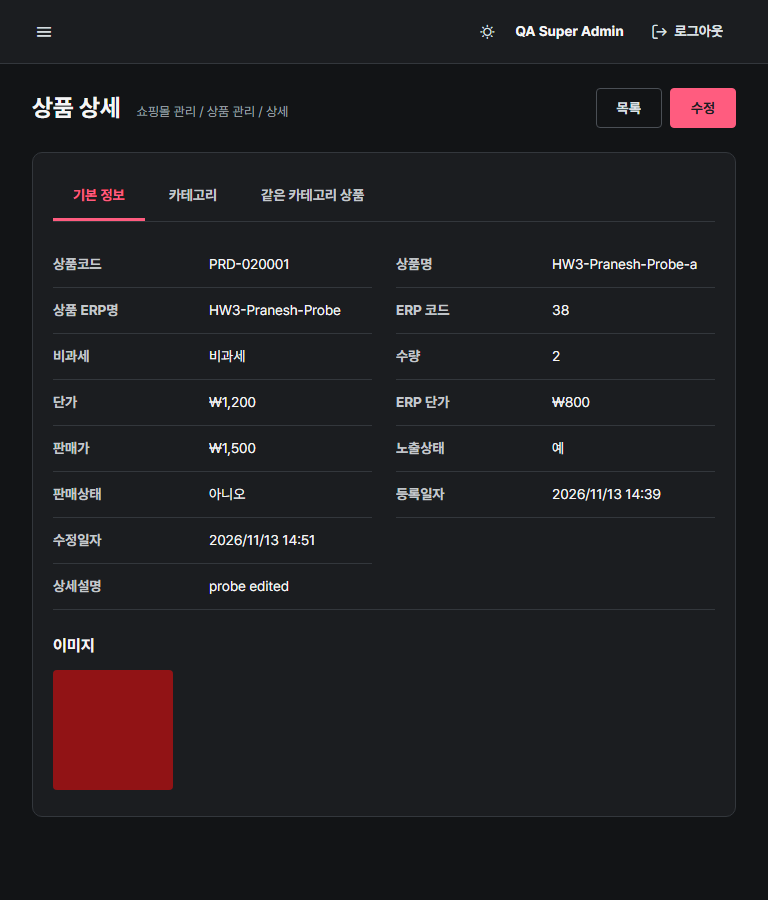 QA Super Admin 로그아웃
상품 상세 쇼핑몰 관리 / 상품 관리 / 상세 목록 수정
기본 정보 카테고리 같은 카테고리 상품
상품코드 PRD-020001 상품명 HW3-Pranesh-Probe-a
상품 ERP명 HW3-Pranesh-Probe ERP 코드 38
비과세 비과세 수량 2
단가 ₩1,200 ERP 단가 ₩800
판매가 ₩1,500 노출상태 예
판매상태 아니오 등록일자 2026/11/13 14:39
수정일자 2026/11/13 14:51
상세설명 probe edited
이미지